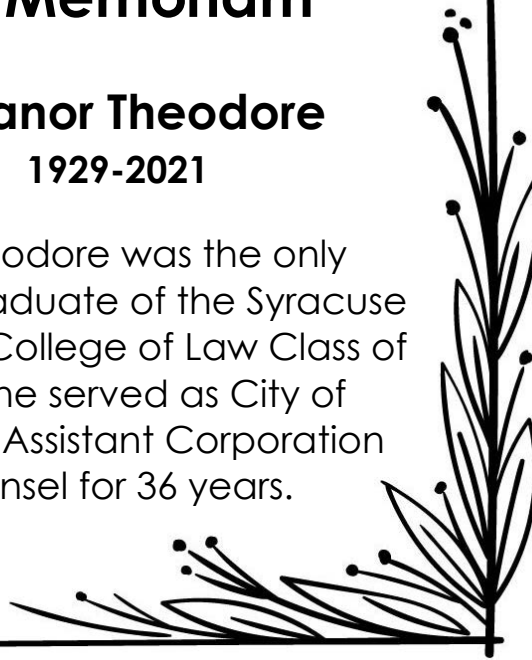 Memoriam
anor Theodore
1929-2021
odore was the only
aduate of the Syracuse
College of Law Class of
he served as City of
Assistant Corporation
nsel for 36 years.